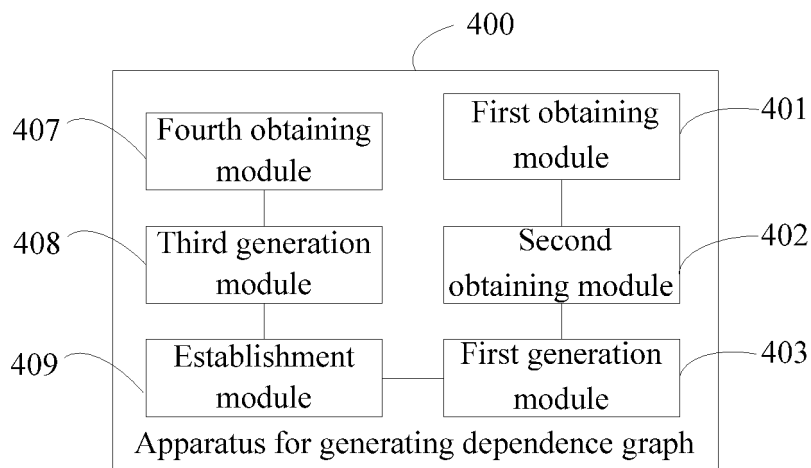 400
407
Fourth obtaining
module
First obtaining
module
401
408
Third generation
module
Second
obtaining module
402
409
Establishment
module
First generation
module
403
Apparatus for generating dependence graph